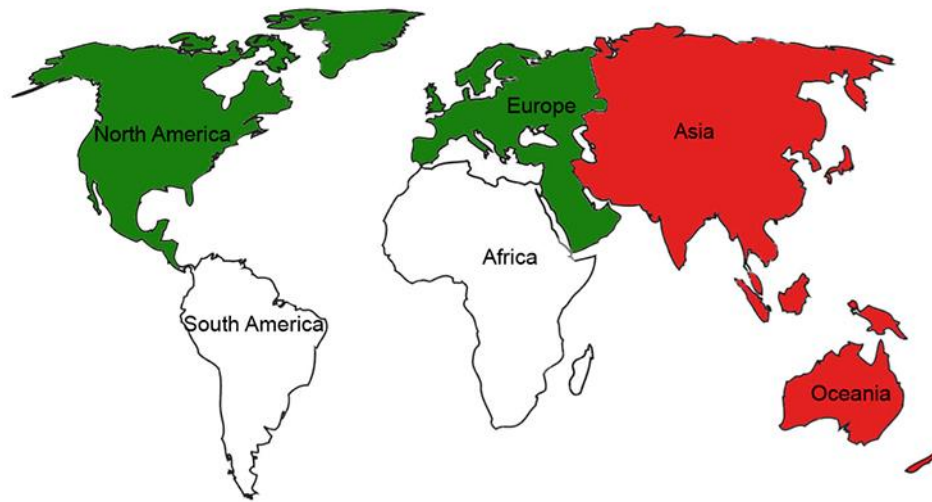 North America
Europe
Asia
Africa
South America
Oceania